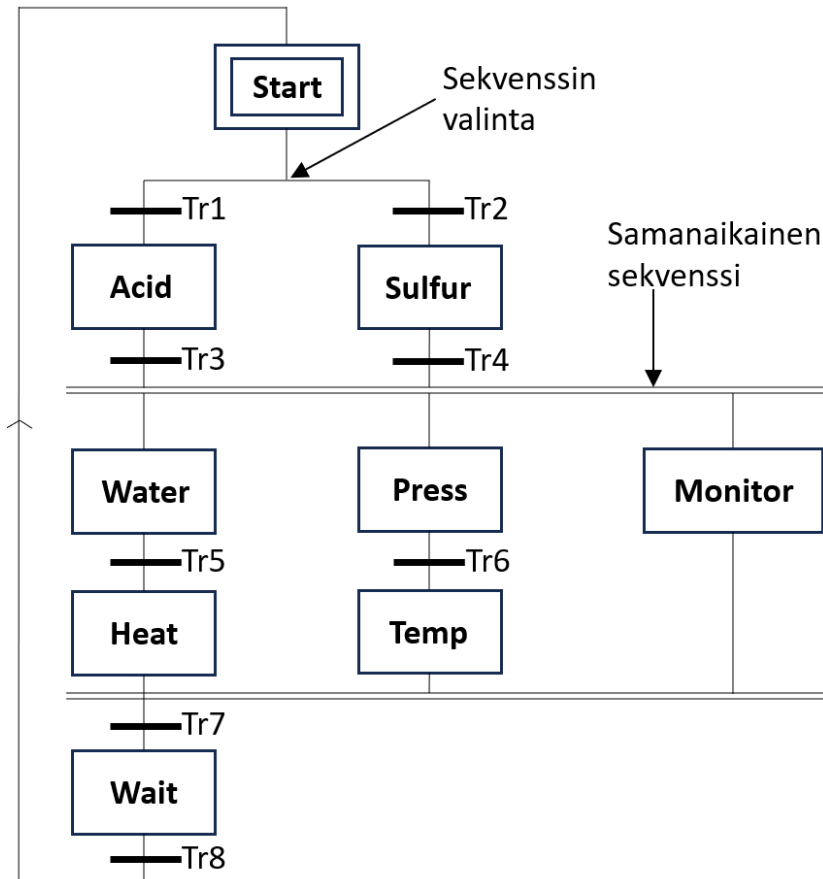 Start
Sekvenssin
valinta
Tr1
Tr2
Acid
Sulfur
Samanaikainen
sekvenssi
Tr3
Tr4
Water
Press
Monitor
Tr5
Tr6
Heat
Temp
Tr7
Wait
Tr8